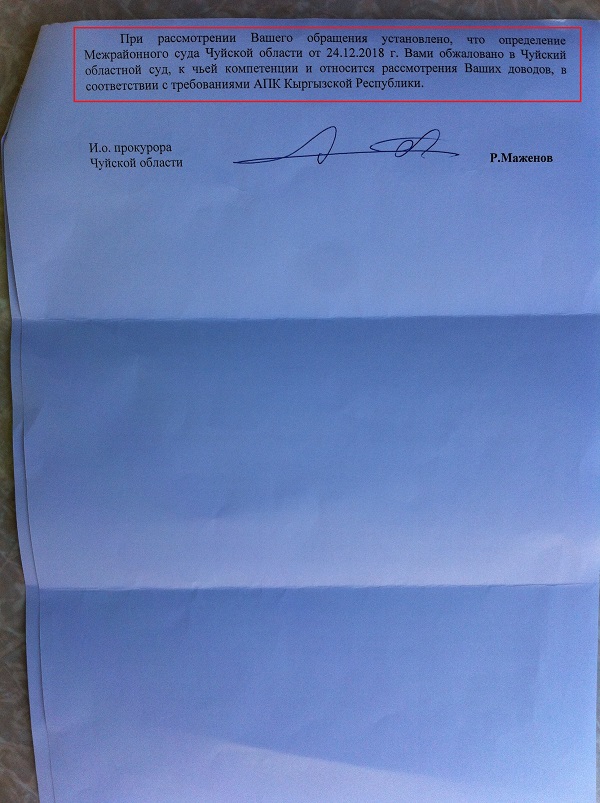 При рассмотрении Вашего обращения установлено, что определение
Межрайонного суда Чуйской области от 24.12.2018 г. Вами обжаловано в Чуйский
областной суд, к чьей компетенции и относится рассмотрения Ваших доводов, в
соответствии с требованиями АПК Кыргызской Республики.
И.о. прокурора
Чуйской области
Р.Маженов